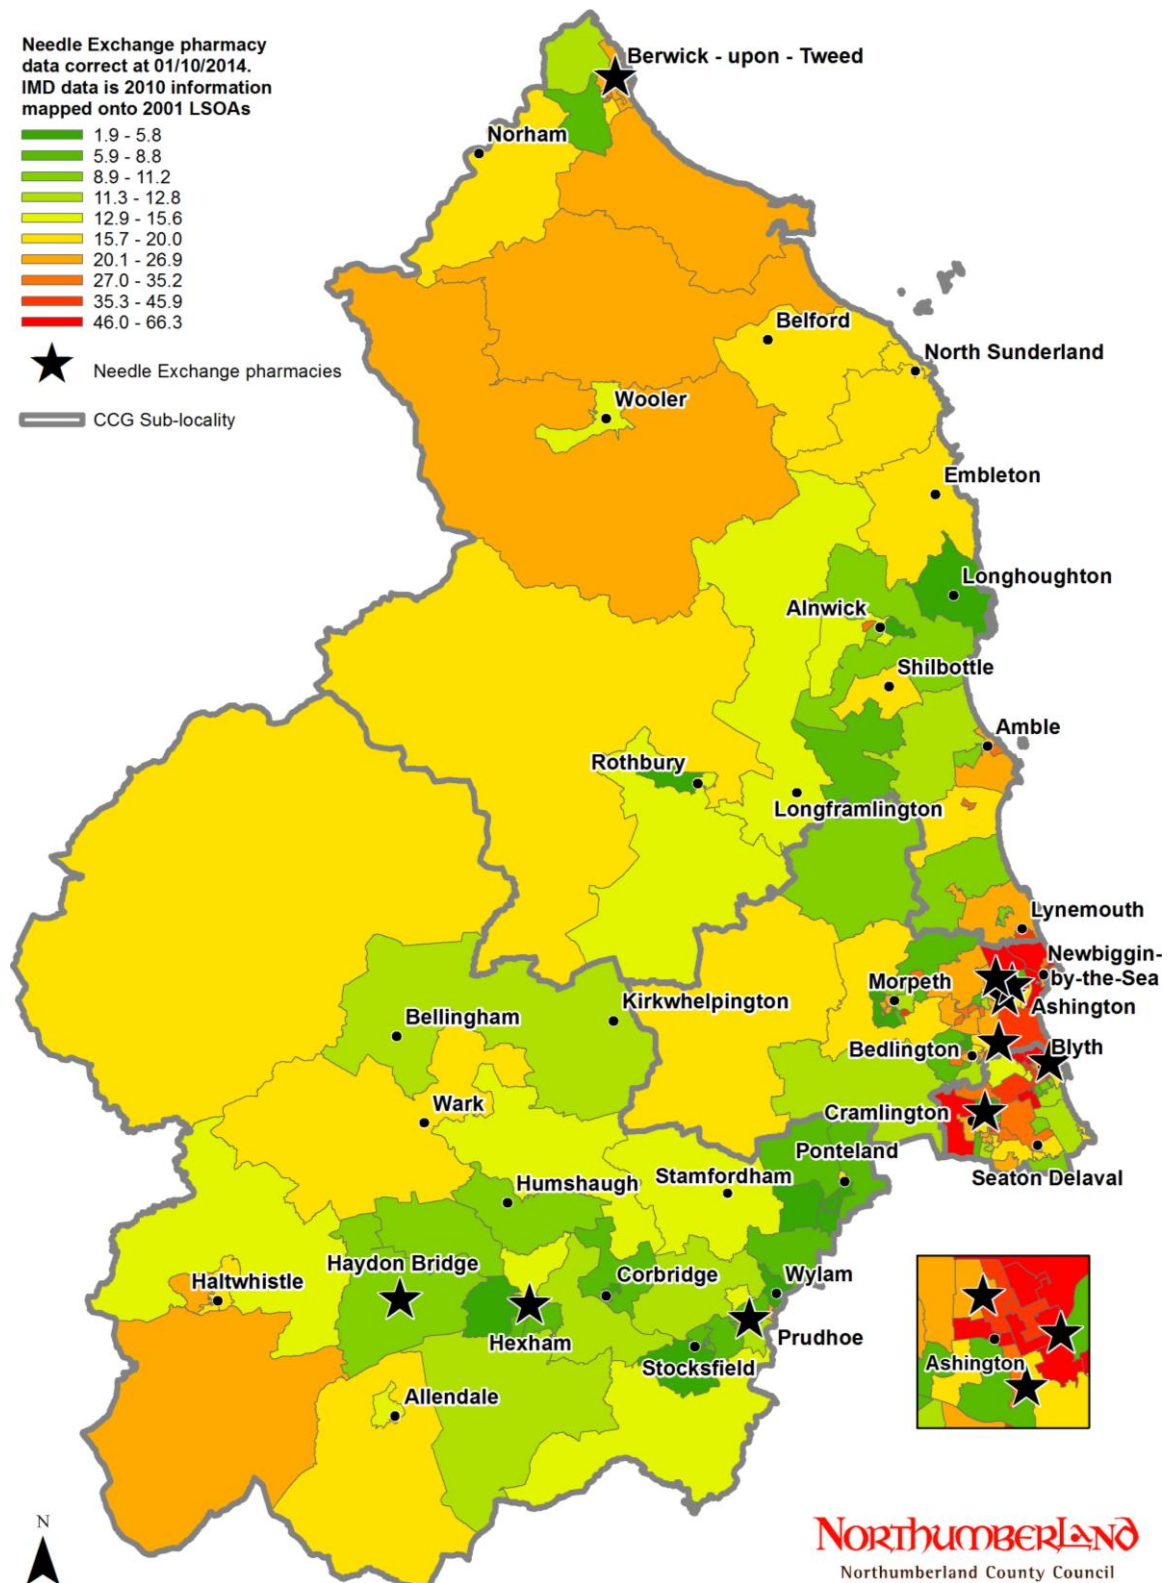 Needle Exchange pharmacy
data correct at 01/10/2014.
IMD data is 2010 information
mapped onto 2001 LSOAs
1.9 - 5.8
5.9 - 8.8
8.9 - 11.2
11.3 - 12.8
12.9 - 15.6
15.7 - 20.0
20.1 - 26.9
27.0 - 35.2
35.3 - 45.9
46.0 - 66.3
Needle Exchange pharmacies
CCG Sub-locality
Berwick - upon - Tweed
Norham
Belford
North Sunderland
Wooler
Embleton
Longhoughton
Alnwick
Shilbottle
Amble
Rothbury
Longframlington
Lynemouth
Newbiggin-
by-the-Sea
Morpeth
Ashington
Kirkwhelpington
Bellingham
Bedlington
Blyth
Wark
Cramlington
Ponteland
Seaton Delaval
Stamfordham
Humshaugh
Haydon Bridge
Corbridge
Wylam
Haltwhistle
Hexham
Prudhoe
Stocksfield
Allendale
Ashington
N
NORTHUMBERLAND
Northumberland County Council